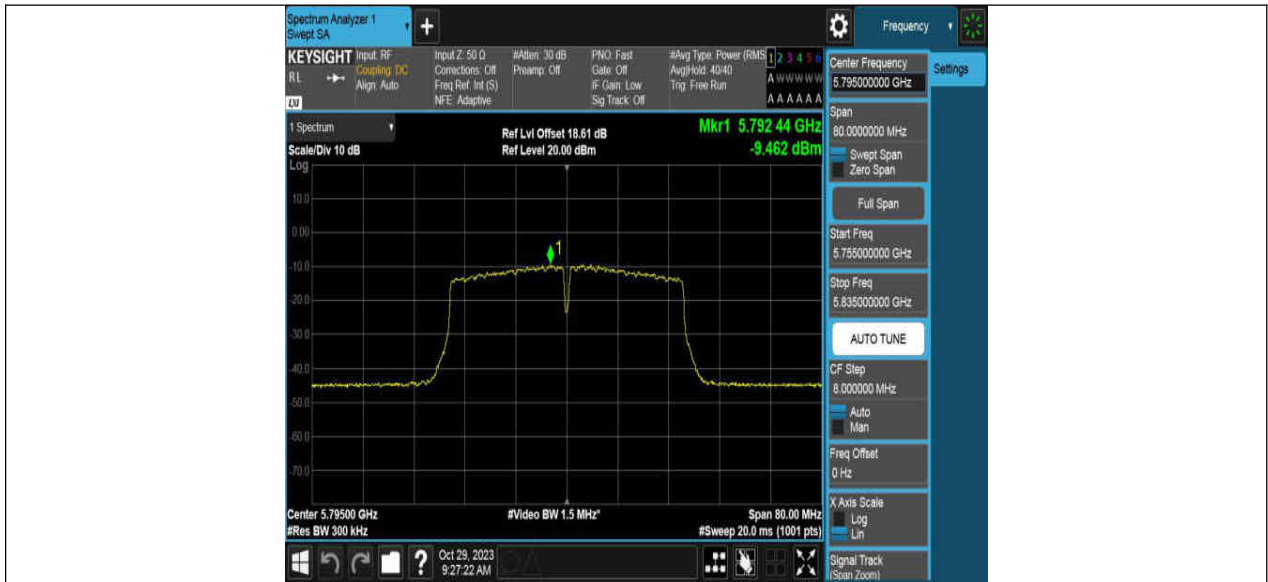 Spectrum Analyzer 1
Swept SA
+
Frequency
KEYSIGHT
RL
Input: RF
Coupling: DC
Align: Auto
Input Z: 50 Ω
Corrections: Off
Freq Ref: Int (S)
NFE: Adaptive
#Atten: 30 dB
Preamp: Off
PNO: Fast
Gate: Off
IF Gain: Low
Sig Track: Off
#Avg Type: Power (RMS
Avg|Hold: 40/40
Trig: Free Run
1 2 3 4 5 6
A W W W W W
A A A A A A
1 Spectrum
Scale/Div 10 dB
Ref Lvl Offset 18.61 dB
Ref Level 20.00 dBm
Mkr1 5.792 44 GHz
-9.462 dBm
Log
10.0
0.00
-10.0
-20.0
-30.0
-40.0
-50.0
-60.0
-70.0
1
Center 5.79500 GHz
#Res BW 300 kHz
#Video BW 1.5 MHz*
Span 80.00 MHz
#Sweep 20.0 ms (1001 pts)
Oct 29, 2023
9:27:22 AM
?
Center Frequency
5.795000000 GHz
Settings
Span
80.0000000 MHz
Swept Span
Zero Span
Full Span
Start Freq
5.755000000 GHz
Stop Freq
5.835000000 GHz
AUTO TUNE
CF Step
8.000000 MHz
Auto
Man
Freq Offset
0 Hz
X Axis Scale
Log
Lin
Signal Track
(Span Zoom)